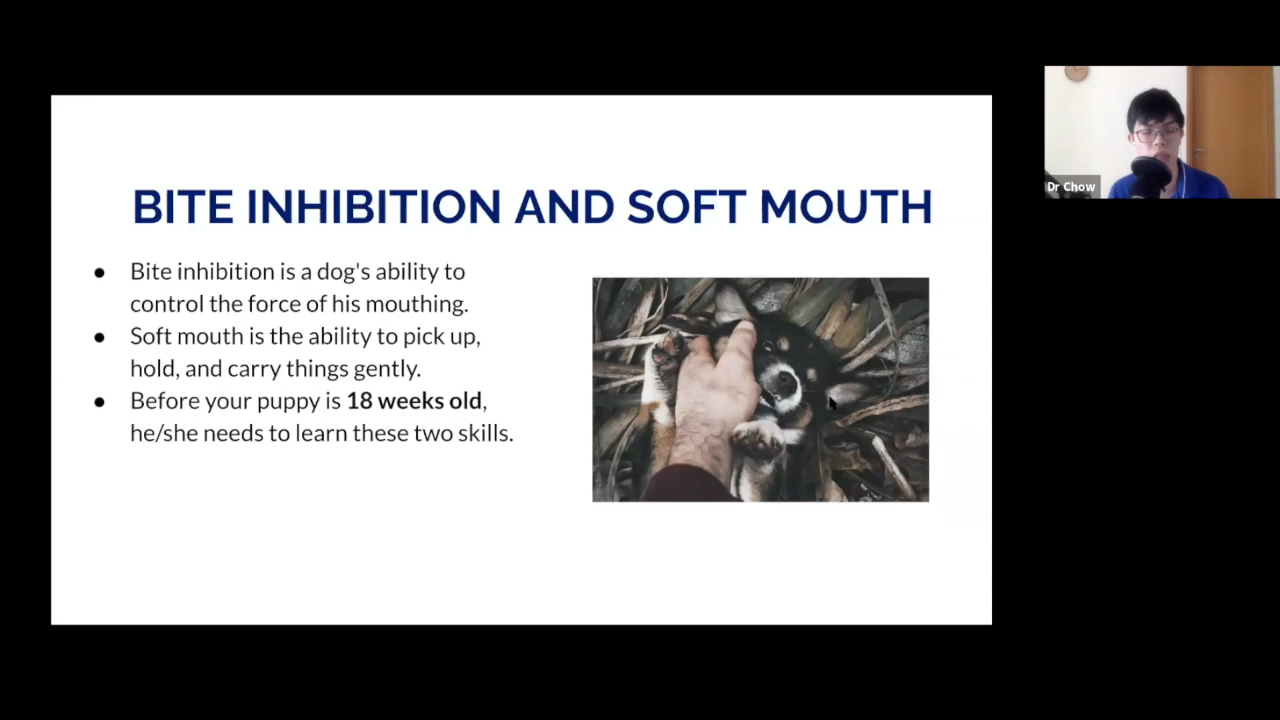 BITE INHIBITION AND SOFT MOUTH
● Bite inhibition is a dog's ability to
control the force of his mouthing.
● Soft mouth is the ability to pick up,
hold, and carry things gently.
● Before your puppy is 18 weeks old,
he/she needs to learn these two skills.
Dr Chow